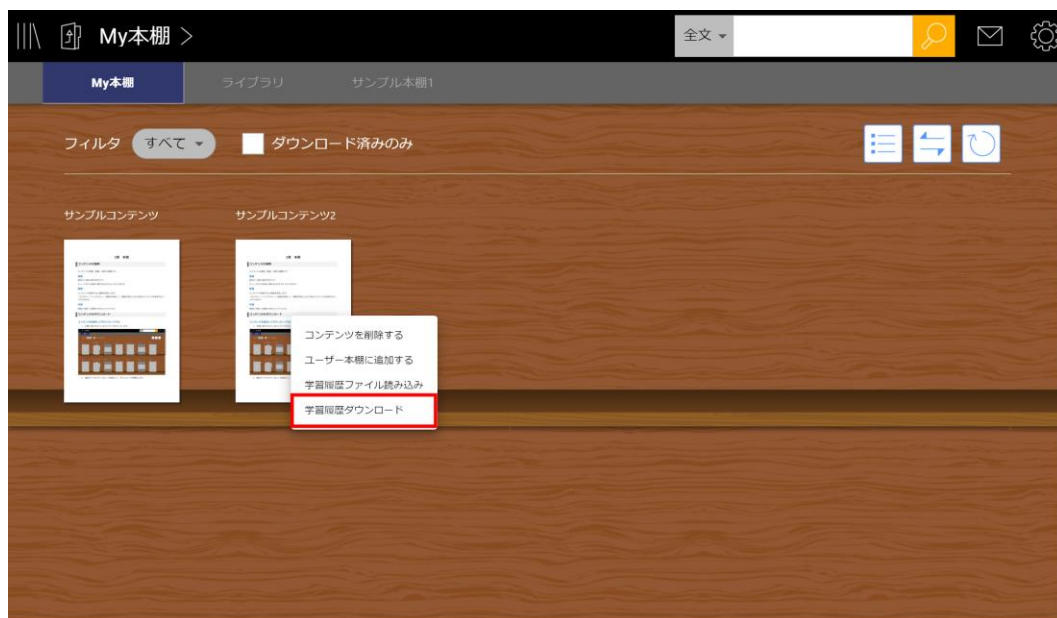 My本棚 >
全文
My本棚
ライブラリ
サンプル本棚1
フィルタ
すべて
ダウンロード済みのみ
サンプルコンテンツ
サンプルコンテンツ2
コンテンツを削除する
ユーザー本棚に追加する
学習履歴ファイル読み込み
学習履歴ダウンロード